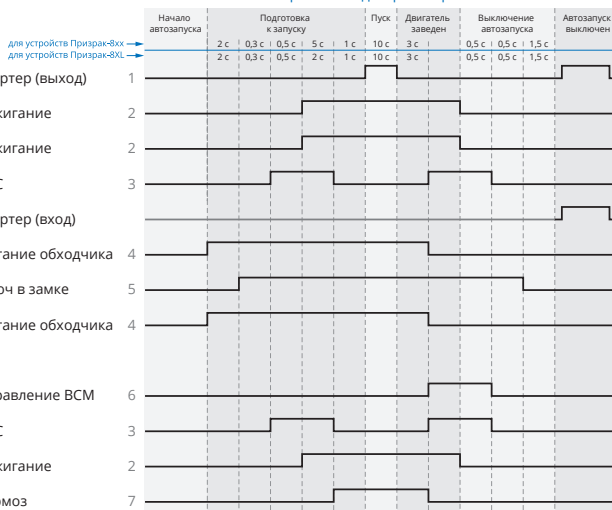 Начало
автозапуска
Подготовка
к запуску
Пуск
Двигатель
заведен
Выключение
автозапуска
Автозапуск
выключен
для устройств Призрак-8xx 2 с 0,3 с 0,5 с 5 с 1 с 10 с 3 с 0,5 с 0,5 с 1,5 с
для устройств Призрак-8XL 2 с 0,3 с 0,5 с 2 с 1 с 10 с 3 с 0,5 с 0,5 с 1,5 с
ртер (выход) 1
жигание 2
жигание 2
С 3
ртер (вход)
тание обходчика 4
юч в замке 5
тание обходчика 4
равление BCM 6
С 3
жигание 2
рмоз 7